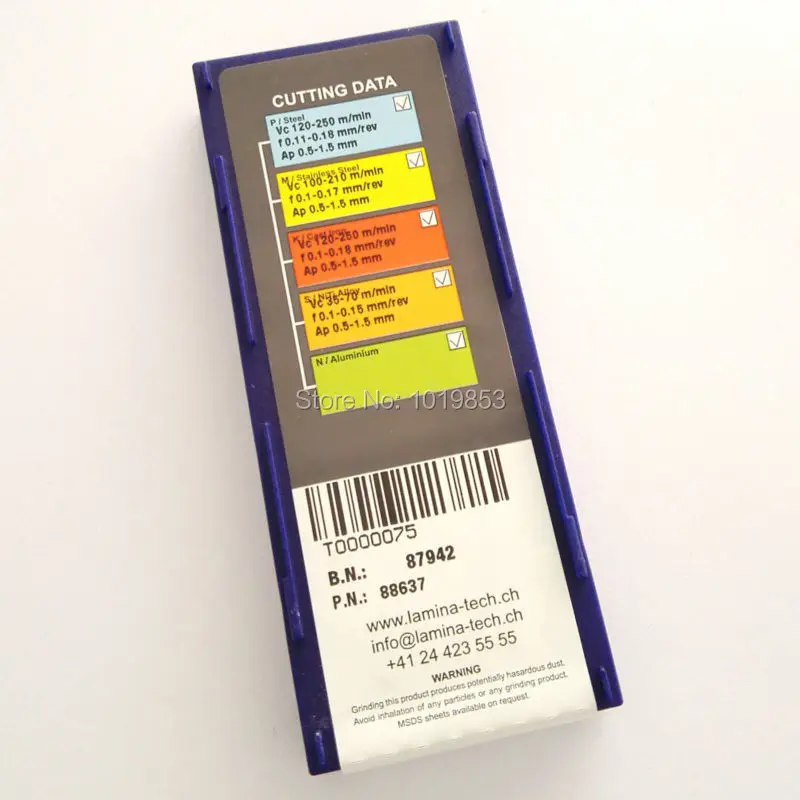 CUTTING DATA
P / Steel
Vc 120-250 m/min
f 0.11-0.18 mm/rev
Ap 0.5-1.5 mm
M / Stainless Steel
Vc 100-210 m/min
f 0.1-0.17 mm/rev
Ap 0.5-1.5 mm
K / Cast Iron
Vc 120-250 m/min
f 0.1-0.18 mm/rev
Ap 0.5-1.5 mm
S / NiTi Alloy
Vc 35-70 m/min
f 0.1-0.15 mm/rev
Ap 0.5-1.5 mm
N / Aluminium
Store No: 1019853
T0000075
B.N.: 87942
P.N.: 88637
www.lamina-tech.ch
info@lamina-tech.ch
+41 24 423 55 55
WARNING
Grinding this product produces potentially hazardous dust.
Avoid inhalation of any particles or any grinding product.
MSDS sheets available on request.